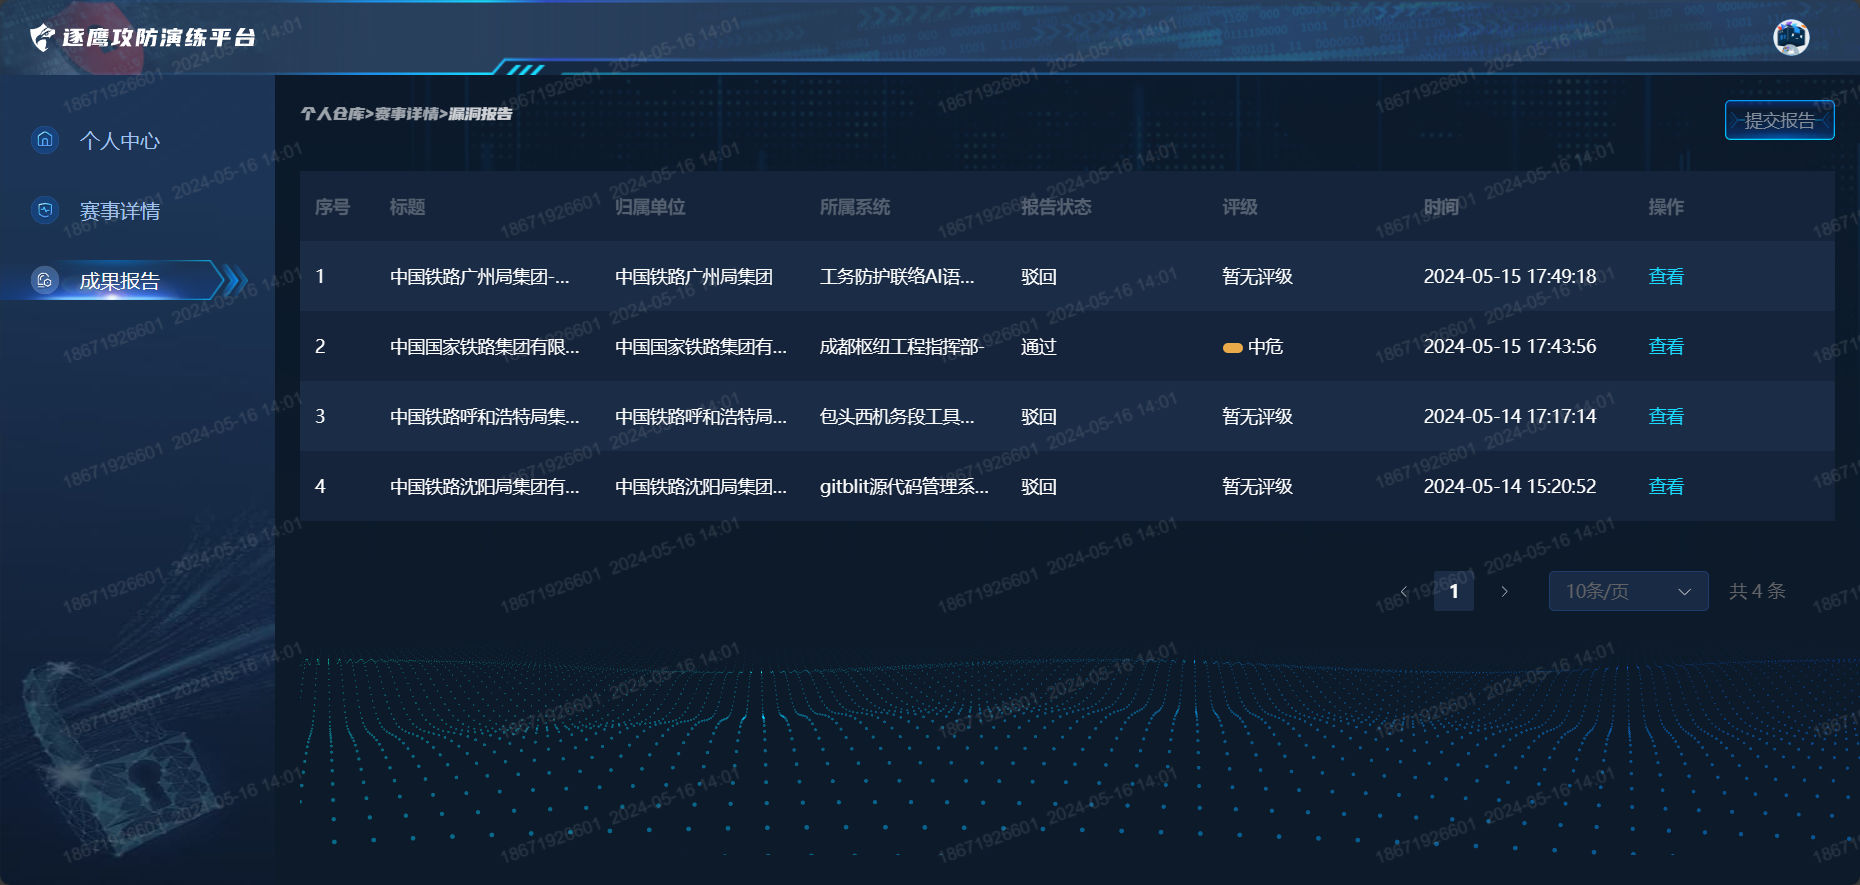 逐鹰攻防演练平台
个人中心
赛事详情
成果报告
个人仓库>赛事详情>漏洞报告
提交报告
序号 标题 归属单位 所属系统 报告状态 评级 时间 操作
1 中国铁路广州局集团-... 中国铁路广州局集团 工务防护联络AI语... 驳回 暂无评级 2024-05-15 17:49:18 查看
2 中国国家铁路集团有限... 中国国家铁路集团有... 成都枢纽工程指挥部- 通过 中危 2024-05-15 17:43:56 查看
3 中国铁路呼和浩特局集... 中国铁路呼和浩特局... 包头西机务段工具... 驳回 暂无评级 2024-05-14 17:17:14 查看
4 中国铁路沈阳局集团有... 中国铁路沈阳局集团... gitblit源代码管理系... 驳回 暂无评级 2024-05-14 15:20:52 查看
1 10条/页 共 4 条
18671926601 2024-05-16 14:01